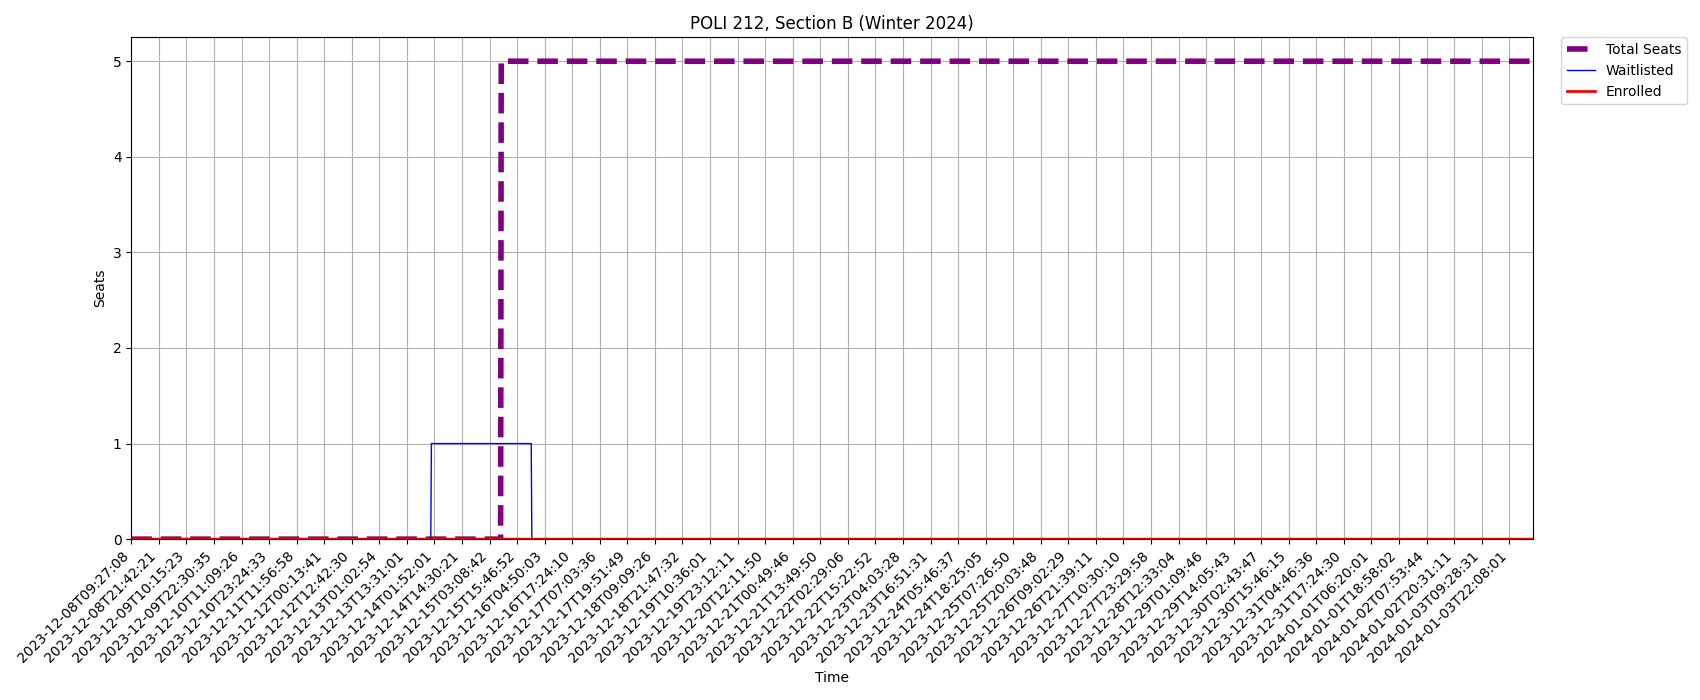 POLI 212, Section B (Winter 2024)
Total Seats
Waitlisted
Enrolled
5
4
3
2
1
0
Seats
2023-12-08T09:27:08
2023-12-08T21:42:21
2023-12-09T10:15:23
2023-12-09T22:30:35
2023-12-10T11:09:26
2023-12-10T23:24:33
2023-12-11T11:56:58
2023-12-12T00:13:41
2023-12-12T12:42:30
2023-12-13T01:02:54
2023-12-13T13:31:01
2023-12-14T01:52:01
2023-12-14T14:30:21
2023-12-15T03:08:42
2023-12-15T15:46:52
2023-12-16T04:50:03
2023-12-16T17:24:10
2023-12-17T07:03:36
2023-12-17T19:51:49
2023-12-18T09:09:26
2023-12-18T21:47:32
2023-12-19T10:36:01
2023-12-19T23:12:11
2023-12-20T12:11:50
2023-12-21T00:49:46
2023-12-21T13:49:50
2023-12-22T02:29:06
2023-12-22T15:22:52
2023-12-23T04:03:28
2023-12-23T16:51:31
2023-12-24T05:46:37
2023-12-24T18:25:05
2023-12-25T07:26:50
2023-12-25T20:03:48
2023-12-26T09:02:29
2023-12-26T21:39:11
2023-12-27T10:30:10
2023-12-27T23:29:58
2023-12-28T12:33:04
2023-12-29T01:09:46
2023-12-29T14:05:43
2023-12-30T02:43:47
2023-12-30T15:46:15
2023-12-31T04:46:36
2023-12-31T17:24:30
2024-01-01T06:20:01
2024-01-01T18:58:02
2024-01-02T07:53:44
2024-01-02T20:31:11
2024-01-03T09:28:31
2024-01-03T22:08:01
Time